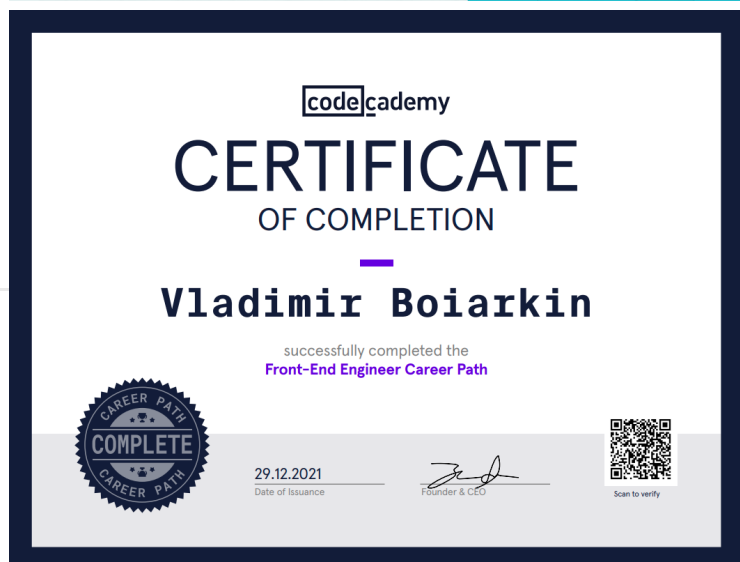 codecademy
CERTIFICATE
OF COMPLETION
Vladimir Boiarkin
successfully completed the
Front-End Engineer Career Path
CAREER PATH
COMPLETE
CAREER PATH
29.12.2021
Date of Issuance
Founder & CEO
Scan to verify